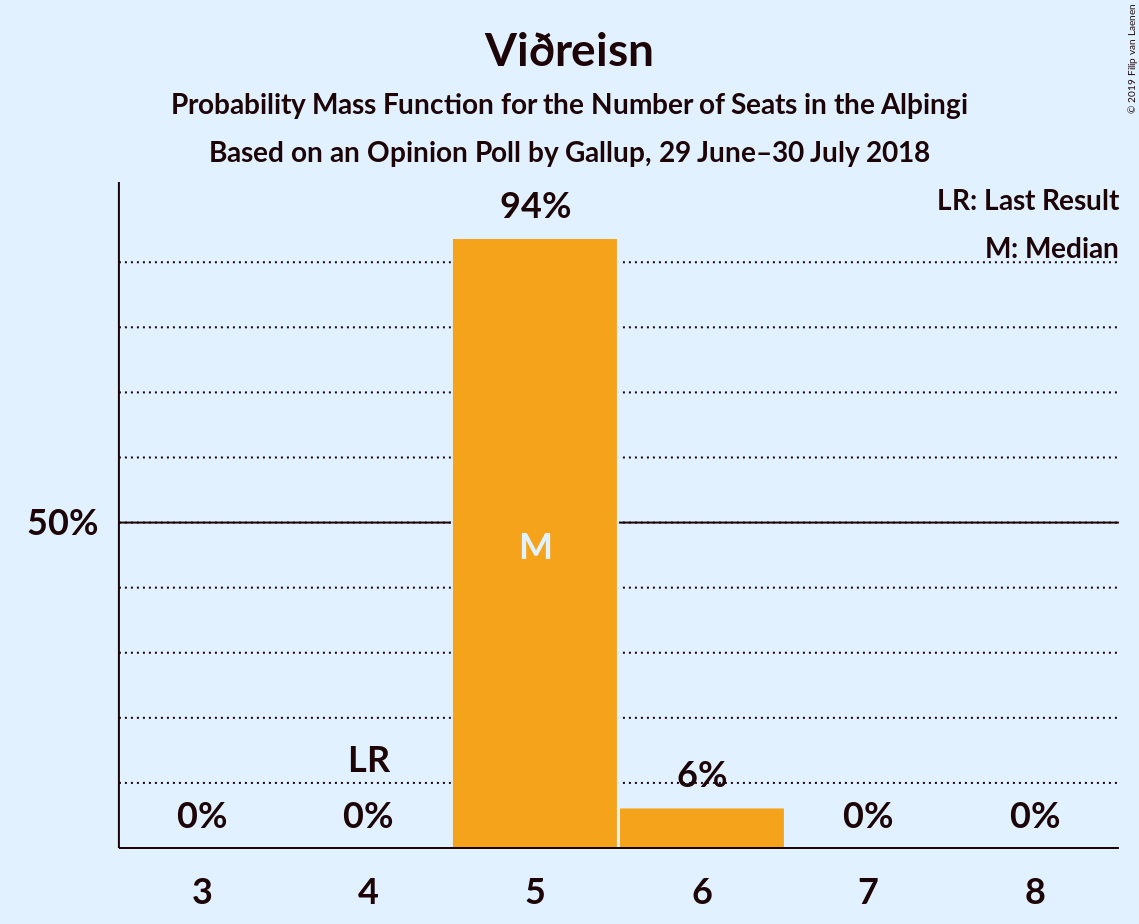 Viðreisn
Probability Mass Function for the Number of Seats in the Alþingi
Based on an Opinion Poll by Gallup, 29 June–30 July 2018
© 2019 Filip van Laenen
LR: Last Result
M: Median
94%
50%
M
LR
6%
0%
0%
0%
0%
3
4
5
6
7
8